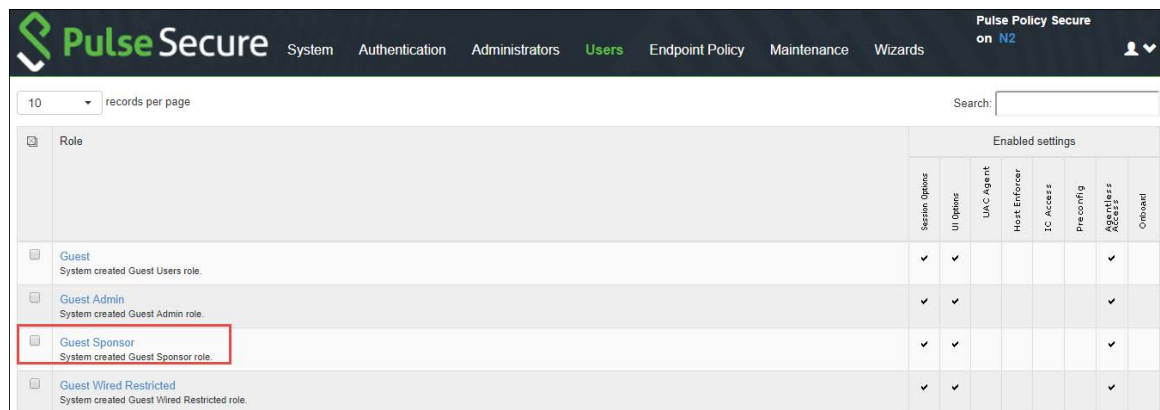 Pulse Secure
System Authentication Administrators Users Endpoint Policy Maintenance Wizards
Pulse Policy Secure
on N2
10 records per page
Search:
Role
Enabled settings
Session Options
UI Options
UAC Agent
Host Enforcer
IC Access
Preconfig
Agentless Access
Onboard
Guest
System created Guest Users role.
Guest Admin
System created Guest Admin role.
Guest Sponsor
System created Guest Sponsor role.
Guest Wired Restricted
System created Guest Wired Restricted role.